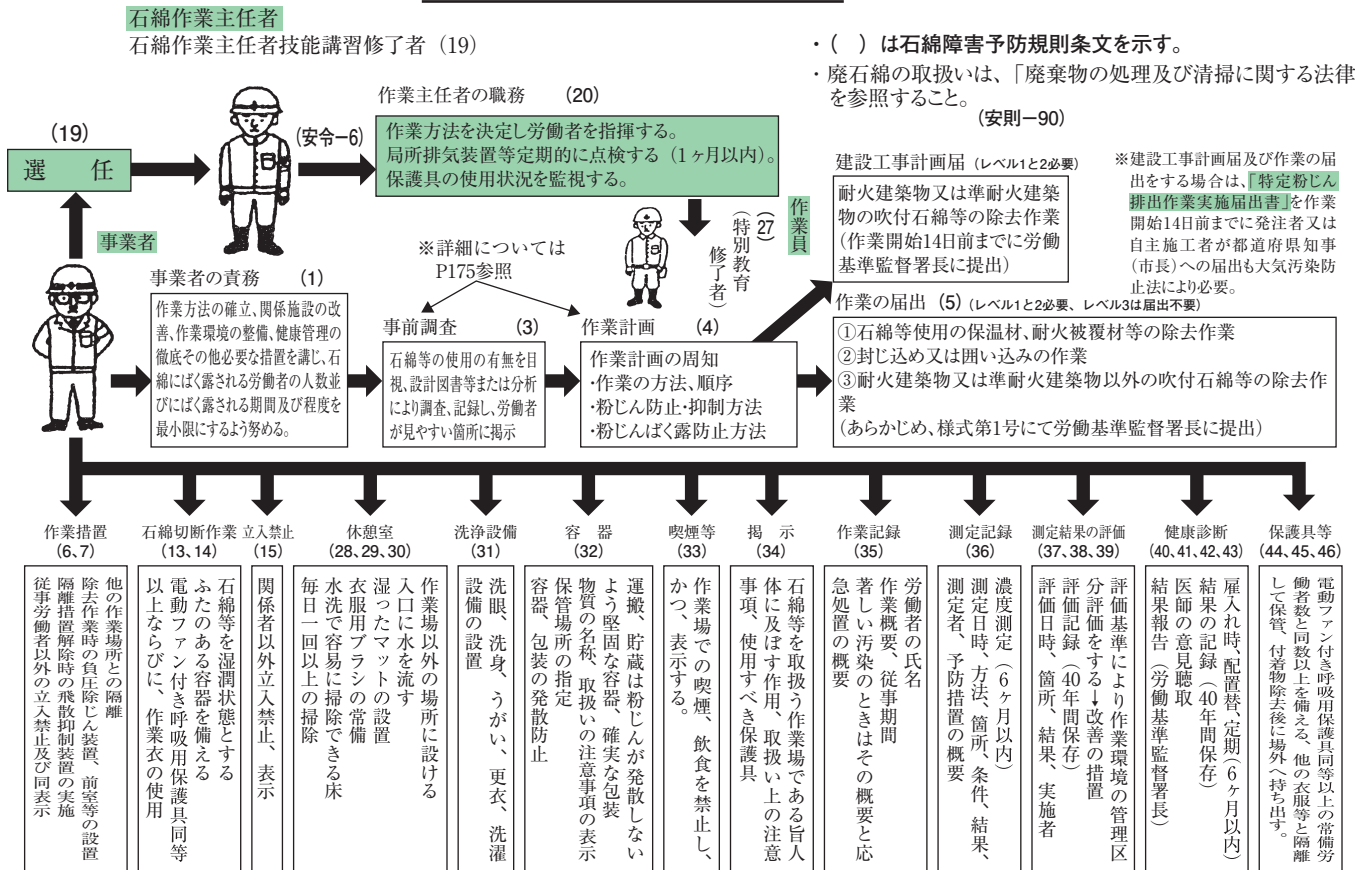 石綿作業主任者
石綿作業主任者技能講習修了者(19)
・(　)は石綿障害予防規則条文を示す。
・廃石綿の取扱いは、「廃棄物の処理及び清掃に関する法律
を参照すること。
(安則−90)
(19)
選　任
(安令−6)
作業主任者の職務　(20)
作業方法を決定し労働者を指揮する。
局所排気装置等定期的に点検する(1ヶ月以内)。
保護具の使用状況を監視する。
作業員
(27)
(特別教育
修了者)
事業者
事業者の責務　(1)
作業方法の確立、関係施設の改
善、作業環境の整備、健康管理の
徹底その他必要な措置を講じ、石
綿にばく露される労働者の人数並
びにばく露される期間及び程度を
最小限にするよう努める。
※詳細については
P175参照
事前調査　(3)
石綿等の使用の有無を目
視、設計図書等または分析
により調査、記録し、労働者
が見やすい箇所に掲示
作業計画　(4)
作業計画の周知
・作業の方法、順序
・粉じん防止・抑制方法
・粉じんばく露防止方法
建設工事計画届(レベル1と2必要)
耐火建築物又は準耐火建築
物の吹付石綿等の除去作業
(作業開始14日前までに労働
基準監督署長に提出)
※建設工事計画届及び作業の届
出をする場合は、「特定粉じん
排出作業実施届出書」を作業
開始14日前までに発注者又は
自主施工者が都道府県知事
(市長)への届出も大気汚染防
止法により必要。
作業の届出(5)(レベル1と2必要、レベル3は届出不要)
①石綿等使用の保温材、耐火被覆材等の除去作業
②封じ込め又は囲い込みの作業
③耐火建築物又は準耐火建築物以外の吹付石綿等の除去作
業
(あらかじめ、様式第1号にて労働基準監督署長に提出)
作業措置
(6、7)
他の作業場所との隔離
除去作業時の負圧除じん装置、前室等の設置
隔離措置解除時の飛散抑制装置の実施
従事労働者以外の立入禁止及び同表示
石綿切断作業
(13、14)
石綿等を湿潤状態とする
ふたのある容器を備える
電動ファン付き呼吸用保護具同等
以上ならびに、作業衣の使用
立入禁止
(15)
関係者以外立入禁止、表示
休憩室
(28、29、30)
作業場以外の場所に設ける
入口に水を流す
湿ったマットの設置
衣服用ブラシの常備
水洗で容易に掃除できる床
毎日一回以上の掃除
洗浄設備
(31)
洗眼、洗身、うがい、更衣、洗濯
設備の設置
容　器
(32)
運搬、貯蔵は粉じんが発散しない
よう堅固な容器、確実な包装
物質の名称、取扱いの注意事項の表示
保管場所の指定
容器、包装の発散防止
喫煙等
(33)
作業場での喫煙、飲食を禁止し、
かつ、表示する。
掲　示
(34)
石綿等を取扱う作業場である旨人
体に及ぼす作用、取扱い上の注意
事項、使用すべき保護具
作業記録
(35)
労働者の氏名
作業概要、従事期間
著しい汚染のときはその概要と応
急処置の概要
測定記録
(36)
濃度測定(6ヶ月以内)
測定日時、方法、箇所、条件、結果、
測定者、予防措置の概要
測定結果の評価
(37、38、39)
評価基準により作業環境の管理区
分評価をする→改善の措置
評価記録(40年間保存)
評価日時、箇所、結果、実施者
健康診断
(40、41、42、43)
雇入れ時、配置替、定期(6ヶ月以内)
結果の記録(40年間保存)
医師の意見聴取
結果報告(労働基準監督署長)
保護具等
(44、45、46)
電動ファン付き呼吸用保護具同等以上の常備労
働者数と同数以上を備える、他の衣服等と隔離
して保管、付着物除去後に場外へ持ち出す。